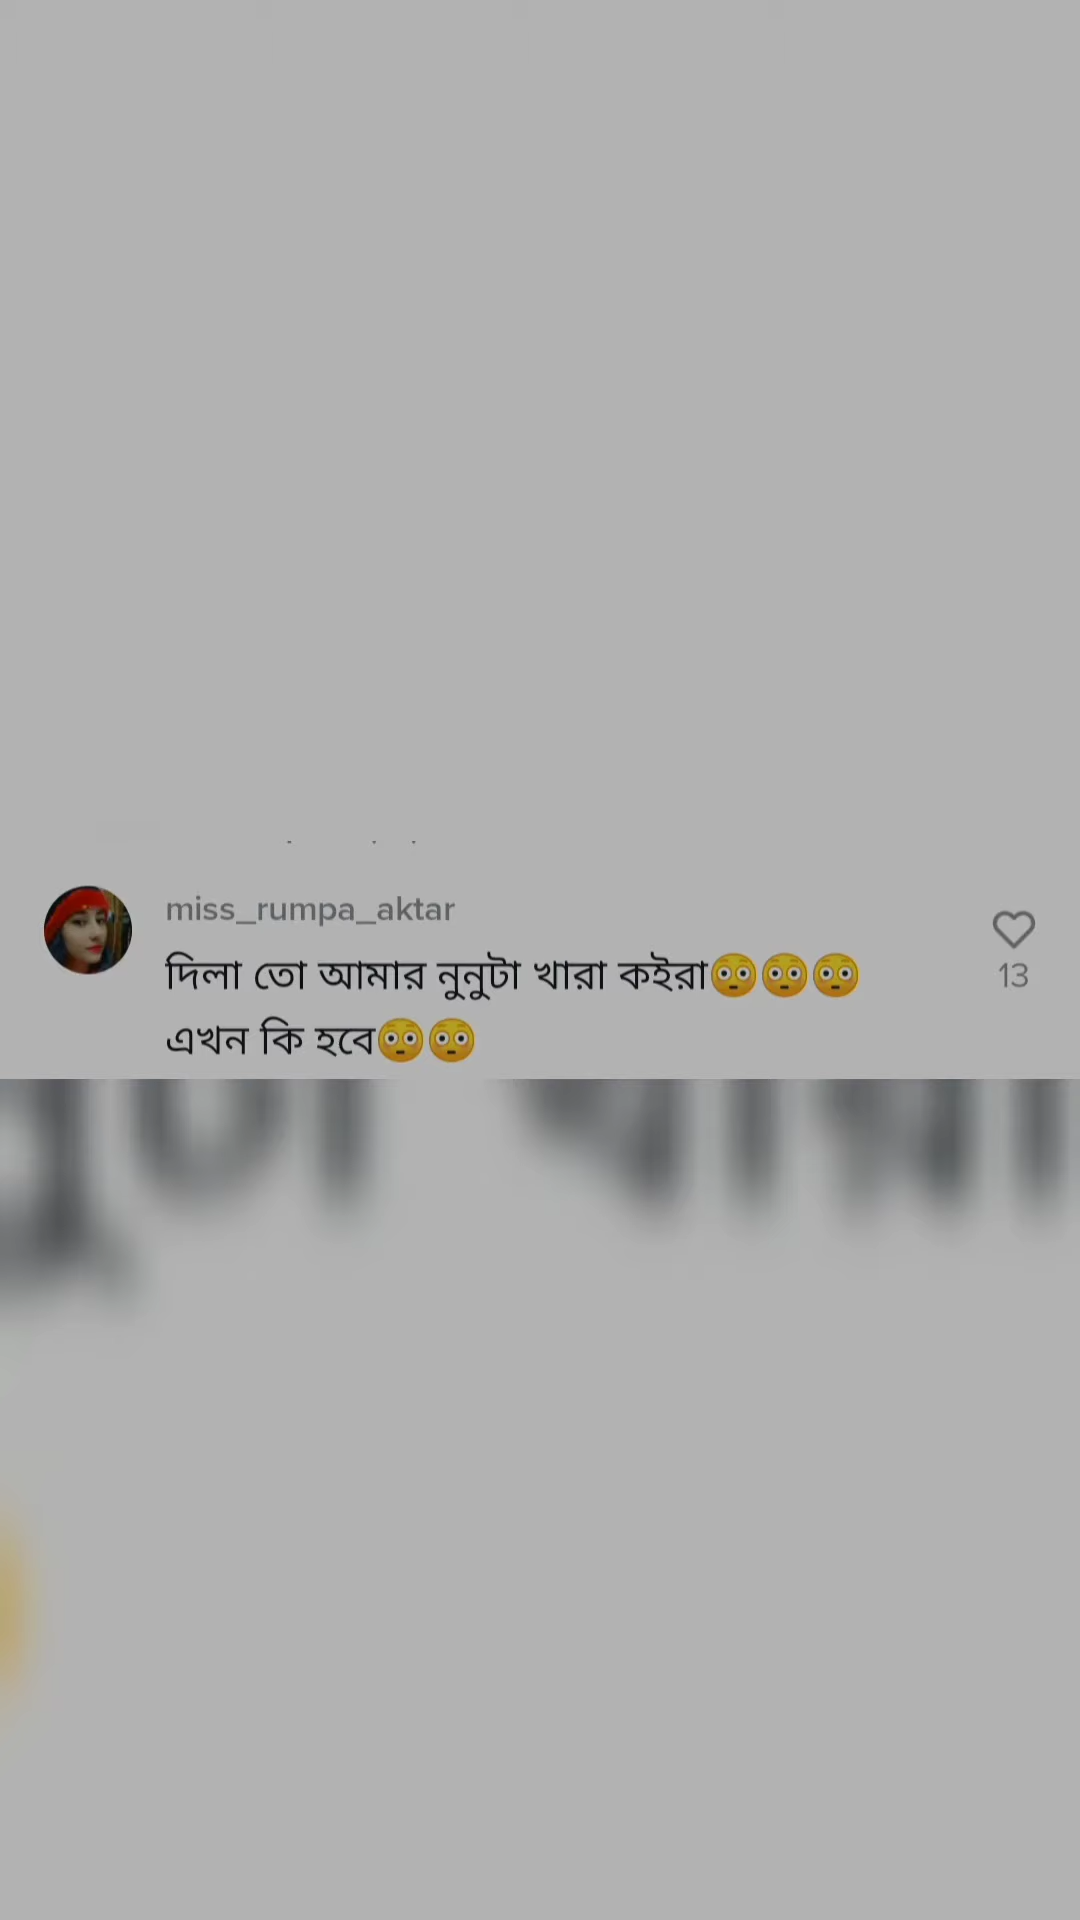 miss_rumpa_aktar
দিলা তো আমার নুনুটা খারা কইরা😳😳😳
13
এখন কি হবে😳😳